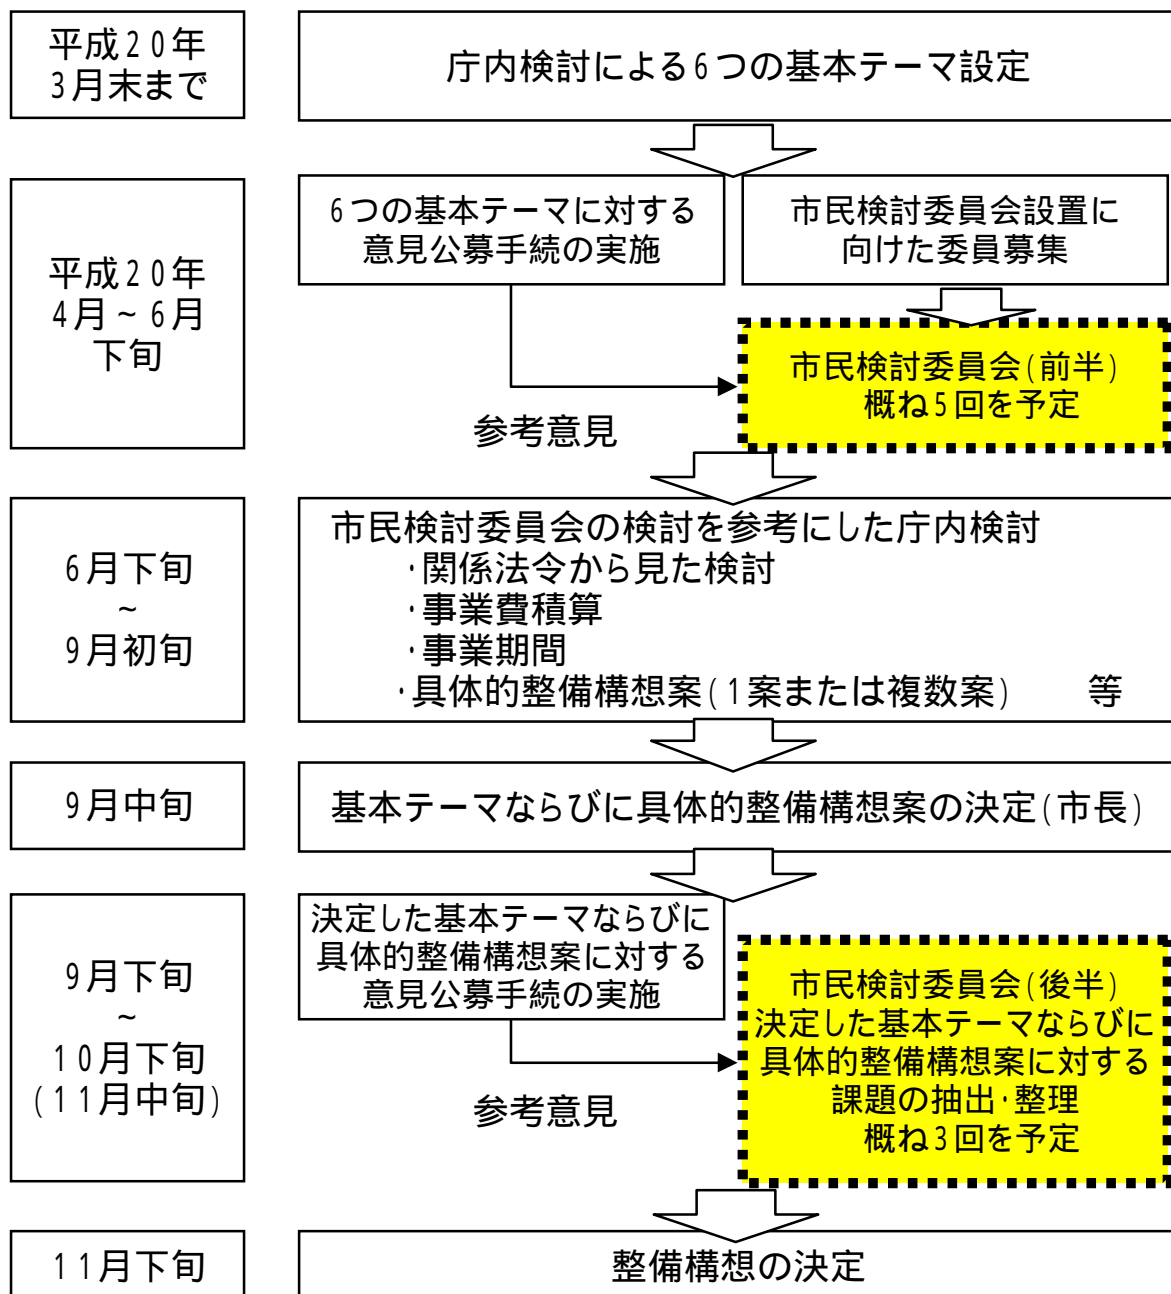 平成20年
3月末まで
庁内検討による6つの基本テーマ設定
平成20年
4月~6月
下旬
6つの基本テーマに対する
意見公募手続の実施
市民検討委員会設置に
向けた委員募集
市民検討委員会(前半)
概ね5回を予定
参考意見
6月下旬
~
9月初旬
市民検討委員会の検討を参考にした庁内検討
・関係法令から見た検討
・事業費積算
・事業期間
・具体的整備構想案(1案または複数案) 等
9月中旬
基本テーマならびに具体的整備構想案の決定(市長)
9月下旬
~
10月下旬
(11月中旬)
決定した基本テーマならびに
具体的整備構想案に対する
意見公募手続の実施
参考意見
市民検討委員会(後半)
決定した基本テーマならびに
具体的整備構想案に対する
課題の抽出・整理
概ね3回を予定
11月下旬
整備構想の決定